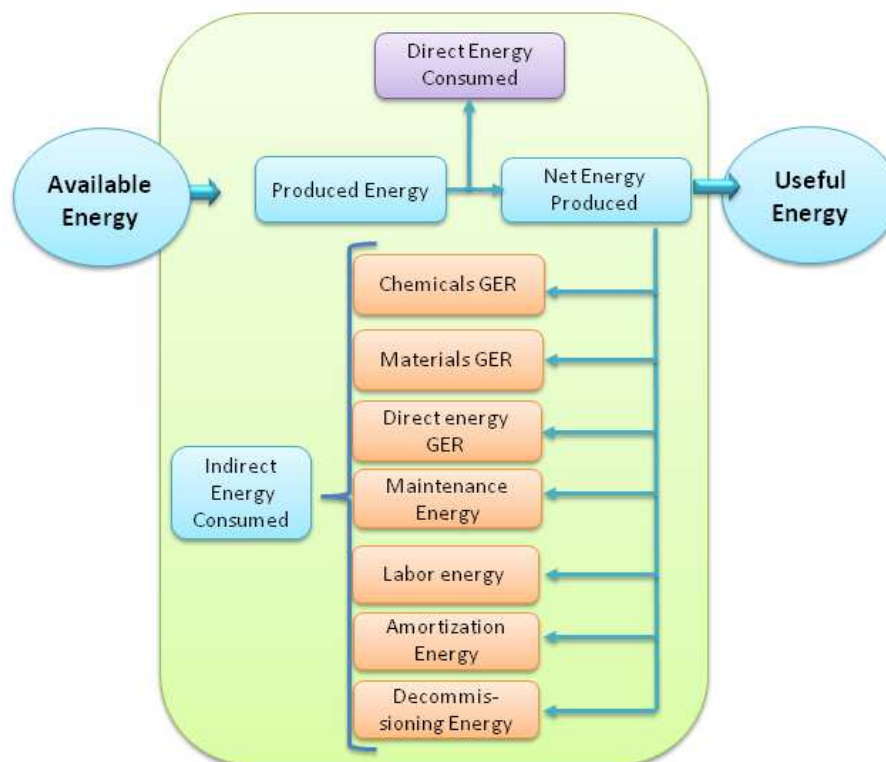 Direct Energy
Consumed
Available
Energy
Produced Energy
Net Energy
Produced
Useful
Energy
Chemicals GER
Materials GER
Direct energy
GER
Indirect
Energy
Consumed
Maintenance
Energy
Labor energy
Amortization
Energy
Decommis-
sioning Energy